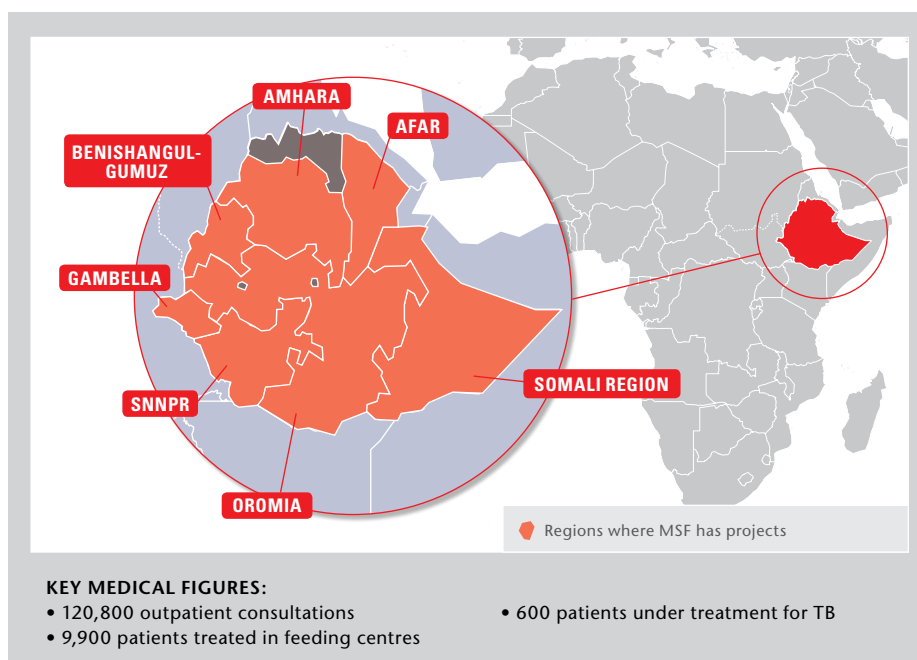 AMHARA
AFAR
BENISHANGUL-
GUMUZ
GAMBELLA
SOMALI REGION
SNNPR
OROMIA
Regions where MSF has projects
KEY MEDICAL FIGURES:
• 120,800 outpatient consultations
• 9,900 patients treated in feeding centres
• 600 patients under treatment for TB